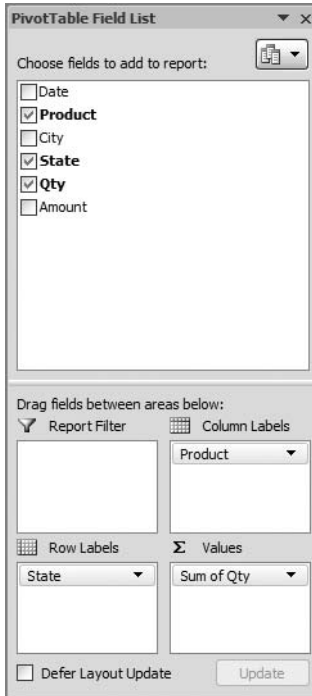 PivotTable Field List
Choose fields to add to report:
Date
Product
City
State
Qty
Amount
Drag fields between areas below:
Report Filter
Column Labels
Product
Row Labels
Σ Values
State
Sum of Qty
Defer Layout Update
Update